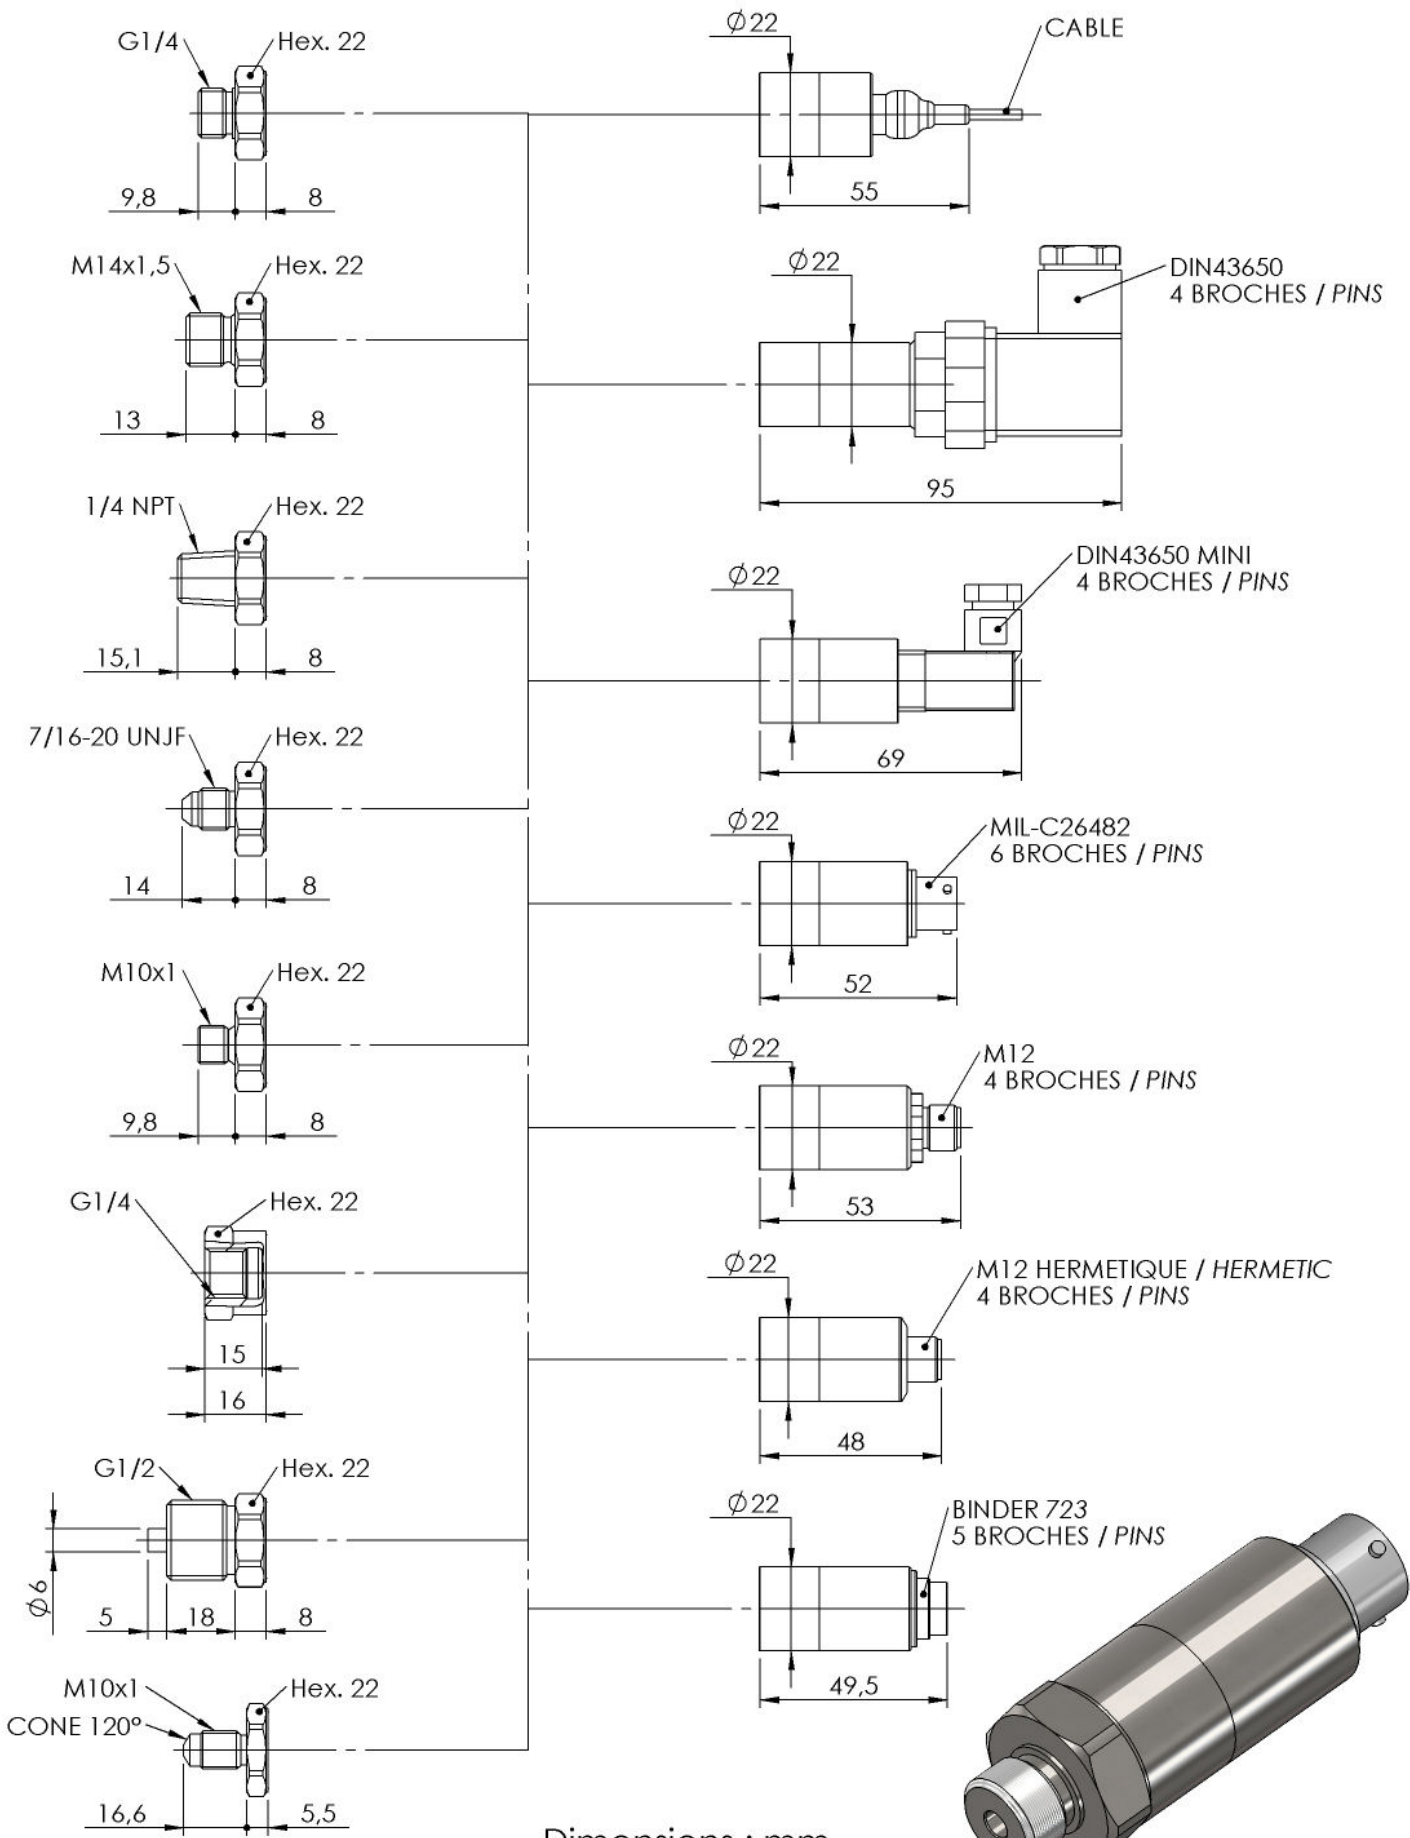 G1/4
Hex. 22
9,8
8
M14x1,5
Hex. 22
13
8
1/4 NPT
Hex. 22
15,1
8
7/16-20 UNJF
Hex. 22
14
8
M10x1
Hex. 22
9,8
8
G1/4
Hex. 22
15
16
G1/2
Hex. 22
Ø6
5
18
8
M10x1
Hex. 22
CONE 120°
16,6
5,5
Ø22
CABLE
55
Ø22
DIN43650
4 BROCHES / PINS
95
Ø22
DIN43650 MINI
4 BROCHES / PINS
69
Ø22
MIL-C26482
6 BROCHES / PINS
52
Ø22
M12
4 BROCHES / PINS
53
Ø22
M12 HERMETIQUE / HERMETIC
4 BROCHES / PINS
48
Ø22
BINDER 723
5 BROCHES / PINS
49,5
Dimensions : mm